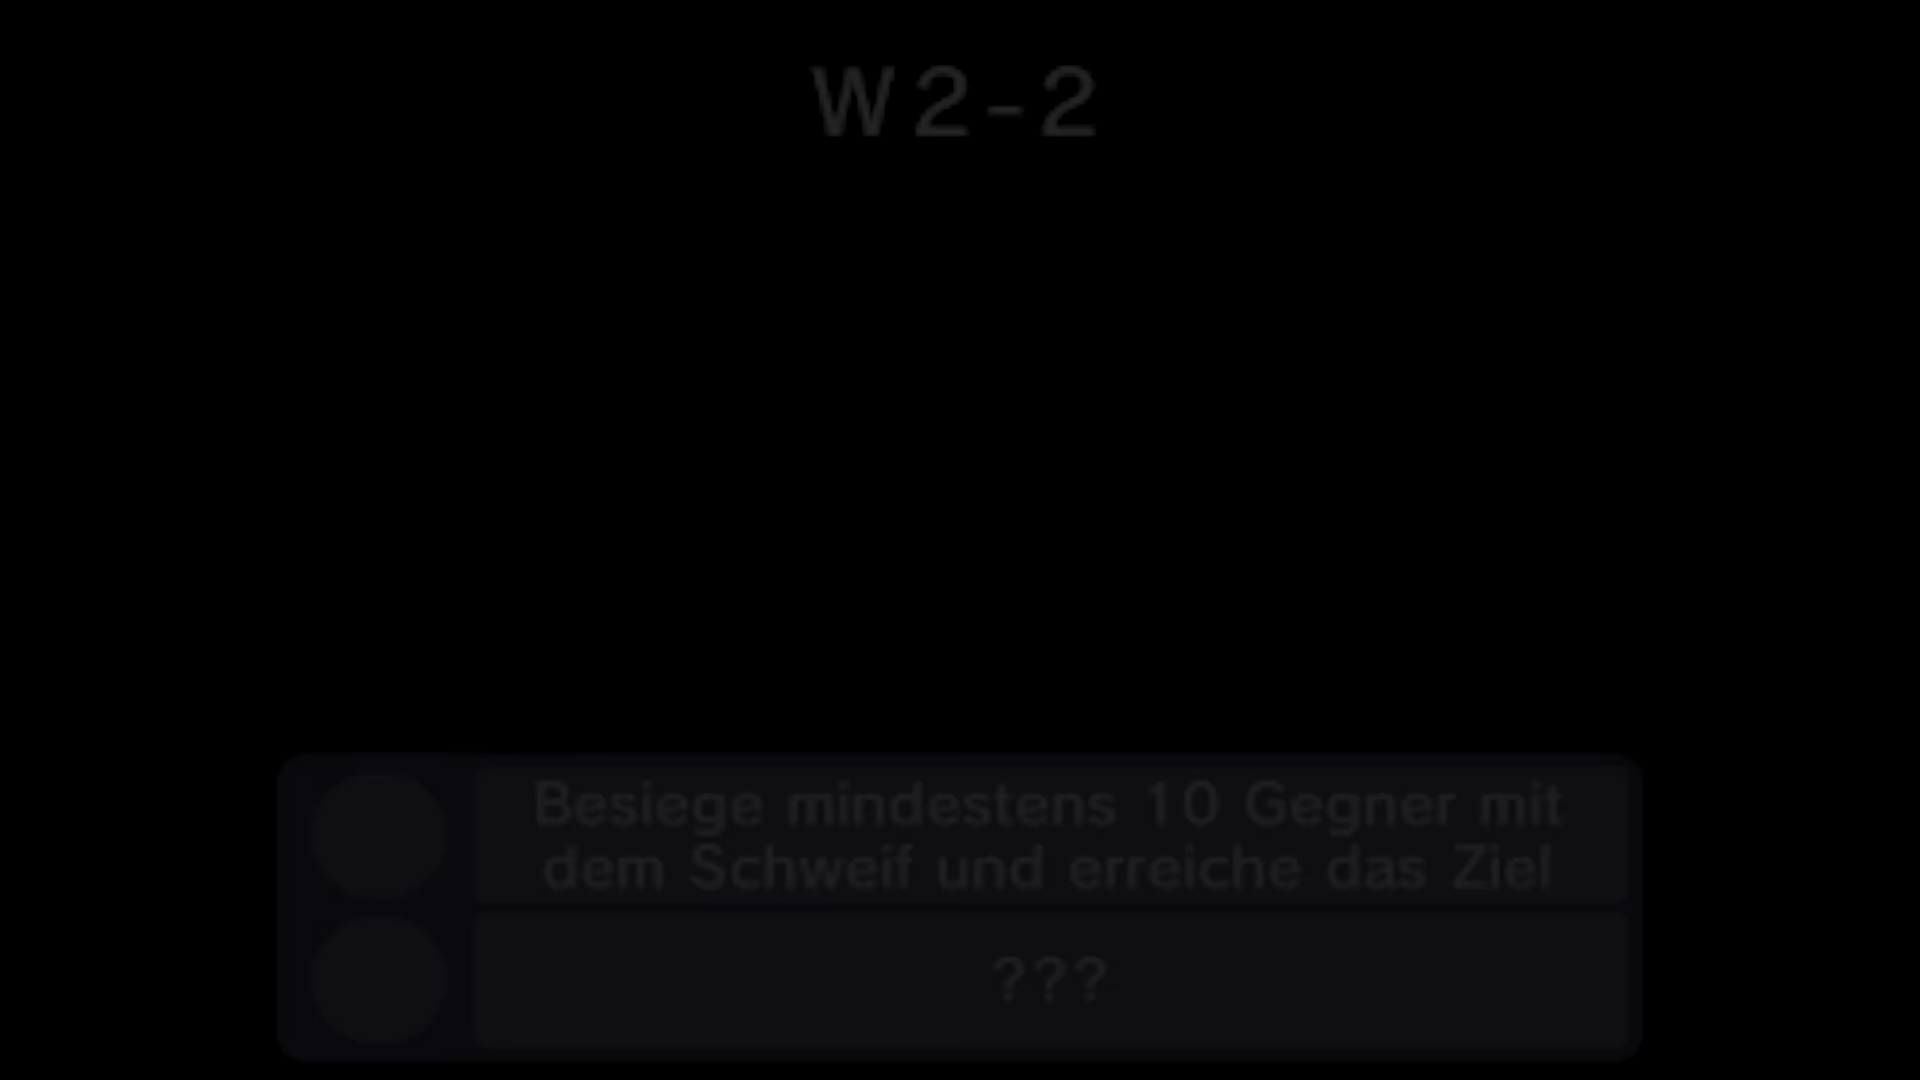 W2-2
Besiege mindestens 10 Gegner mit
dem Schweif und erreiche das Ziel
???